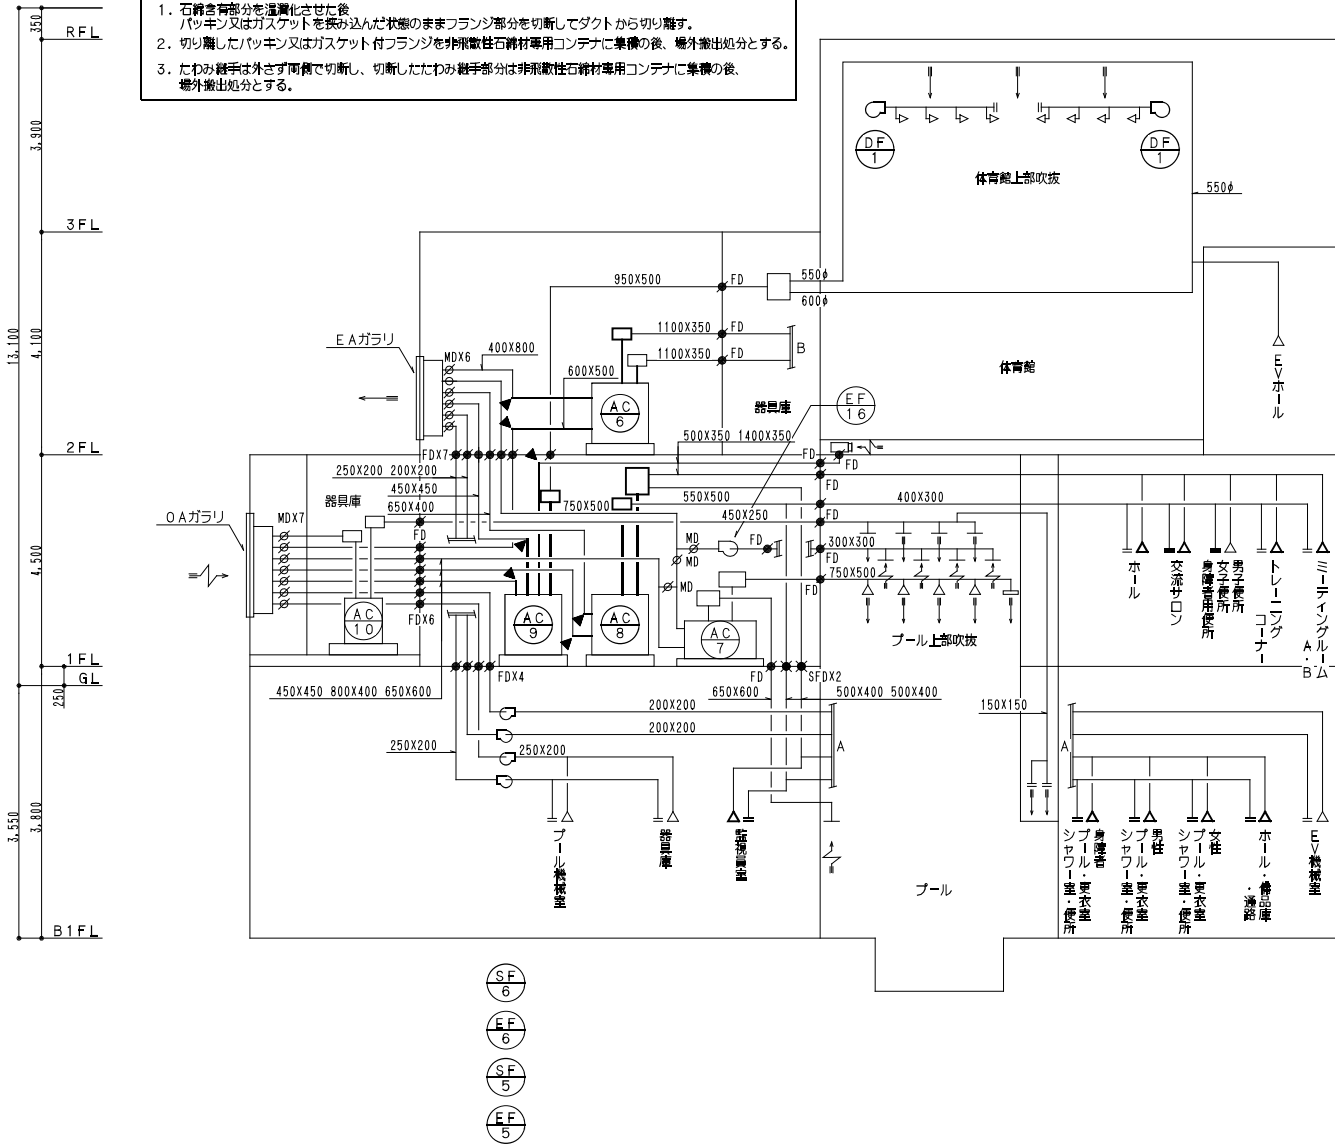 1. 石綿含有部分を湿潤化させた後
パッキン又はガスケットを挟み込んだ状態のままフランジ部分を切断してダクトから切り離す。
2. 切り離したパッキン又はガスケット付フランジを非飛散性石綿材専用コンテナに集積の後、場外搬出処分とする。
3. たわみ継手は外さず両側で切断し、切断したたわみ継手部分は非飛散性石綿材専用コンテナに集積の後、
場外搬出処分とする。
350
RFL
3,900
DF
1
DF
1
体育館上部吹抜
550φ
3FL
950X500
FD
550φ
600φ
13,100
4,100
EAガラリ
MDX6
400X800
1100X350
FD
B
1100X350
FD
600X500
AC
6
体育館
EVホール
器具庫
EF
16
500X350 1400X350
2FL
FDX7
FD
FD
FD
250X200 200X200
450X450
650X400
器具庫
750X500
550X500
400X300
450X250
FD
OAガラリ
MDX7
FD
MD
MD
MD
FD
300X300
FD
750X500
FD
4,500
AC
10
FDX6
AC
9
AC
8
AC
7
プール上部吹抜
ホール
交流サロン
身障者用便所
女子便所
男子便所
トレーニング
コーナー
ミーティングルーム
A・B
1FL
GL
250
FDX4
FD
SFDX2
450X450 800X400 650X600
650X600
500X400 500X400
150X150
200X200
200X200
A
A
250X200
250X200
3,550
3,800
プール機械室
器具庫
監視員室
プール
身障者
プール・更衣室
シャワー室・便所
男性
プール・更衣室
シャワー室・便所
女性
プール・更衣室
シャワー室・便所
ホール・備品庫
・通路
EV機械室
B1FL
SF
6
EF
6
SF
5
EF
5